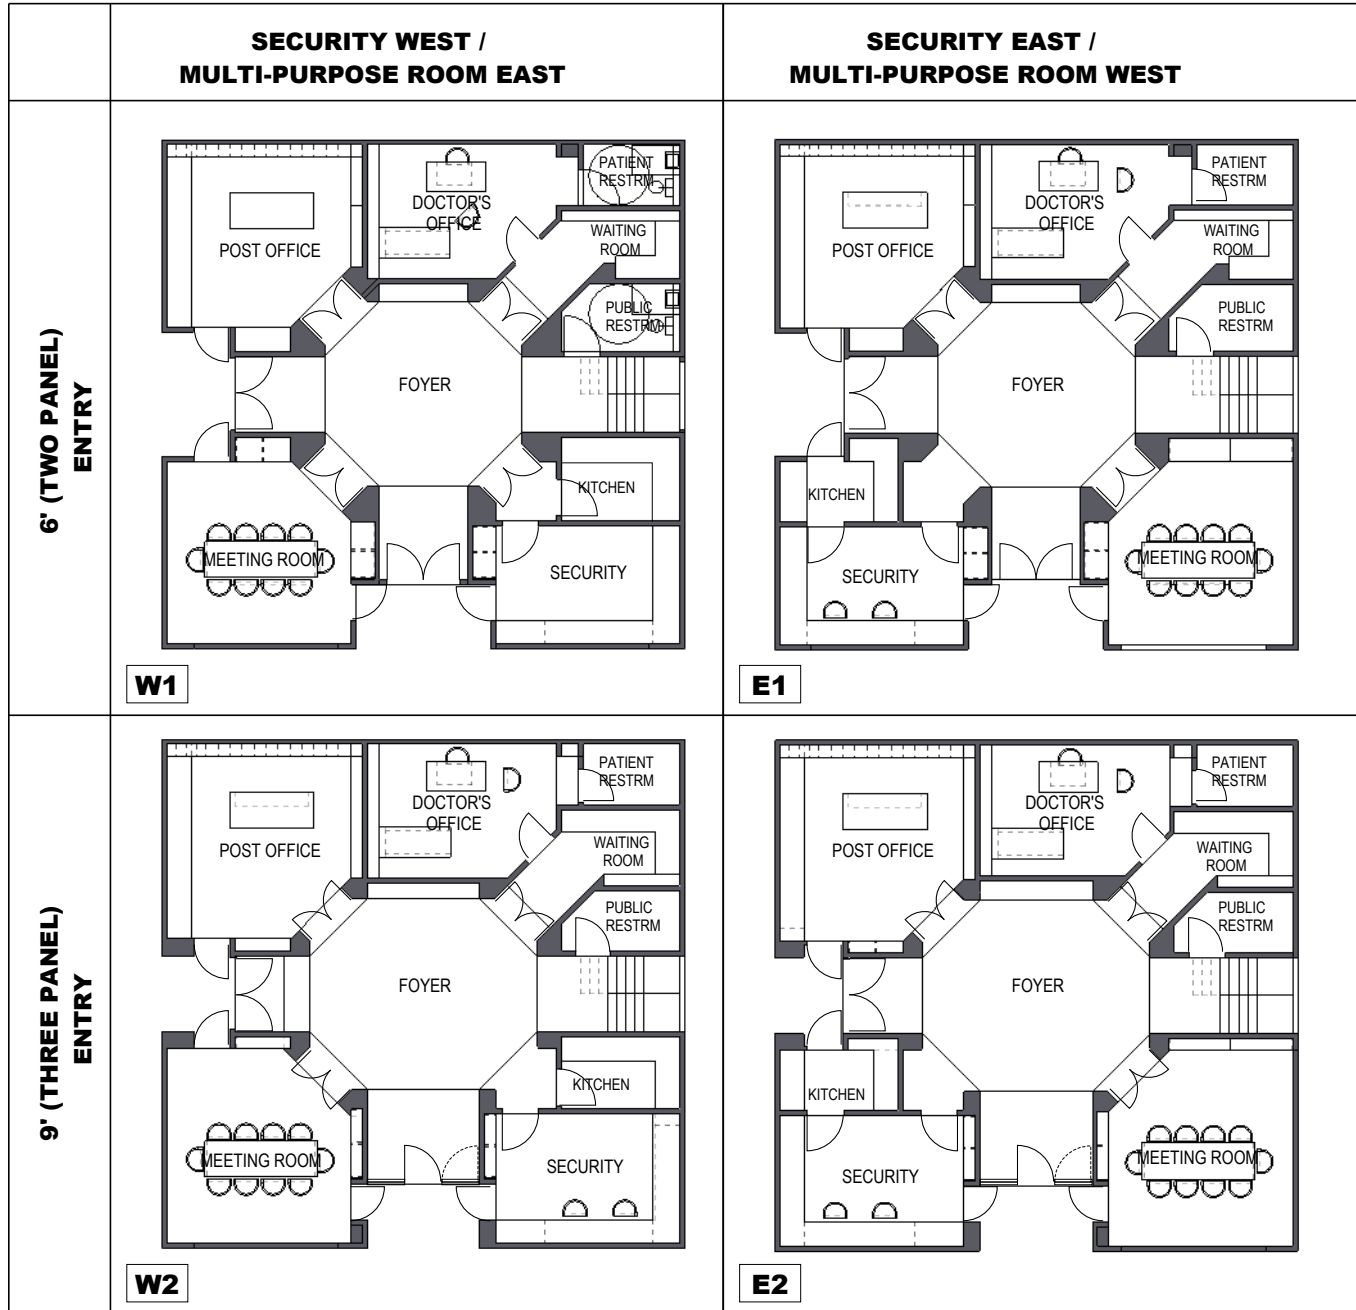 SECURITY WEST /
MULTI-PURPOSE ROOM EAST
SECURITY EAST /
MULTI-PURPOSE ROOM WEST
6' (TWO PANEL)
ENTRY
PATIENT
RESTRM
DOCTOR'S
OFFICE
POST OFFICE
WAITING
ROOM
PUBLIC
RESTRM
FOYER
KITCHEN
MEETING ROOM
SECURITY
W1
PATIENT
RESTRM
DOCTOR'S
OFFICE
POST OFFICE
WAITING
ROOM
PUBLIC
RESTRM
FOYER
KITCHEN
MEETING ROOM
SECURITY
E1
9' (THREE PANEL)
ENTRY
PATIENT
RESTRM
DOCTOR'S
OFFICE
POST OFFICE
WAITING
ROOM
PUBLIC
RESTRM
FOYER
KITCHEN
MEETING ROOM
SECURITY
W2
PATIENT
RESTRM
DOCTOR'S
OFFICE
POST OFFICE
WAITING
ROOM
PUBLIC
RESTRM
FOYER
KITCHEN
MEETING ROOM
SECURITY
E2